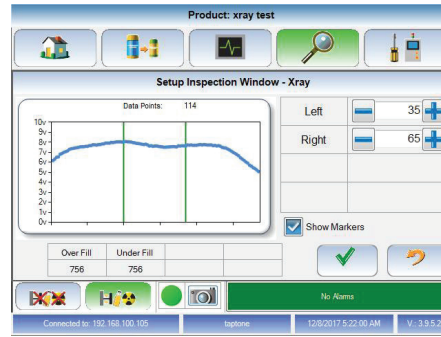 Product: xray test
Setup Inspection Window - Xray
Data Points: 114
10v
9v
8v
7v
6v
5v
4v
3v
2v
1v
0v
Left 35
Right 65
Show Markers
Over Fill Under Fill
756 756
No Alarms
Connected to: 192.168.100.105 taptone 12/8/2017 5:22:00 AM V.: 3.9.5.2